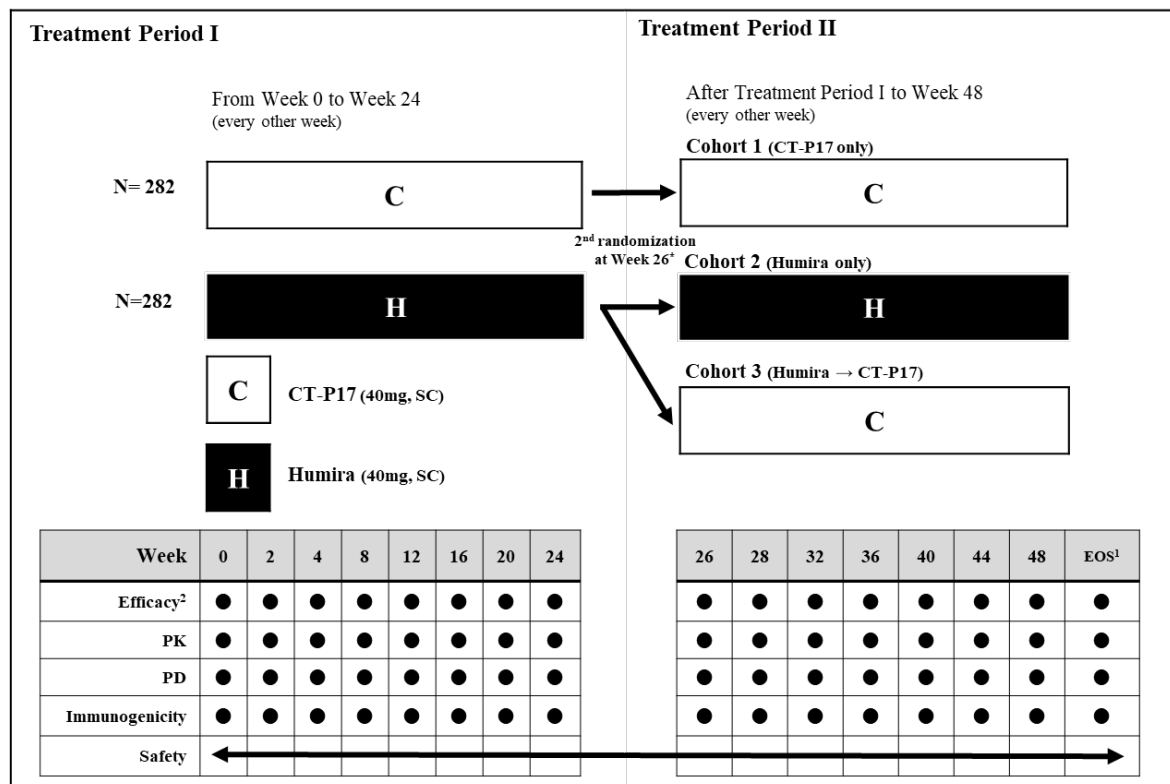 Treatment Period I
Treatment Period II
From Week 0 to Week 24
(every other week)
After Treatment Period I to Week 48
(every other week)
Cohort 1 (CT-P17 only)
N= 282
C
C
2nd randomization
at Week 26*
Cohort 2 (Humira only)
N=282
H
H
Cohort 3 (Humira → CT-P17)
C
C
CT-P17 (40mg, SC)
H
Humira (40mg, SC)
Week 0 2 4 8 12 16 20 24 26 28 32 36 40 44 48 EOS1
Efficacy2
PK
PD
Immunogenicity
Safety